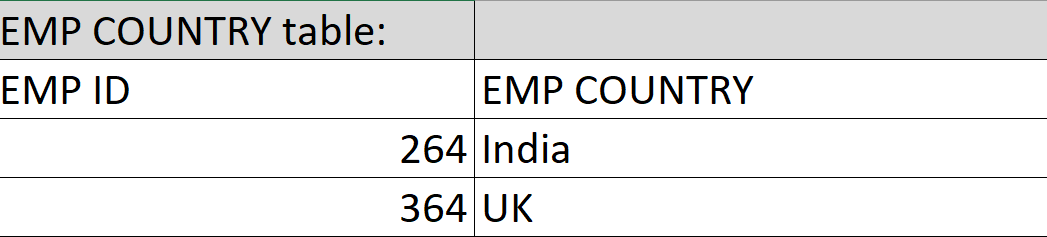 EMP COUNTRY table:
EMP ID EMP COUNTRY
264 India
364 UK